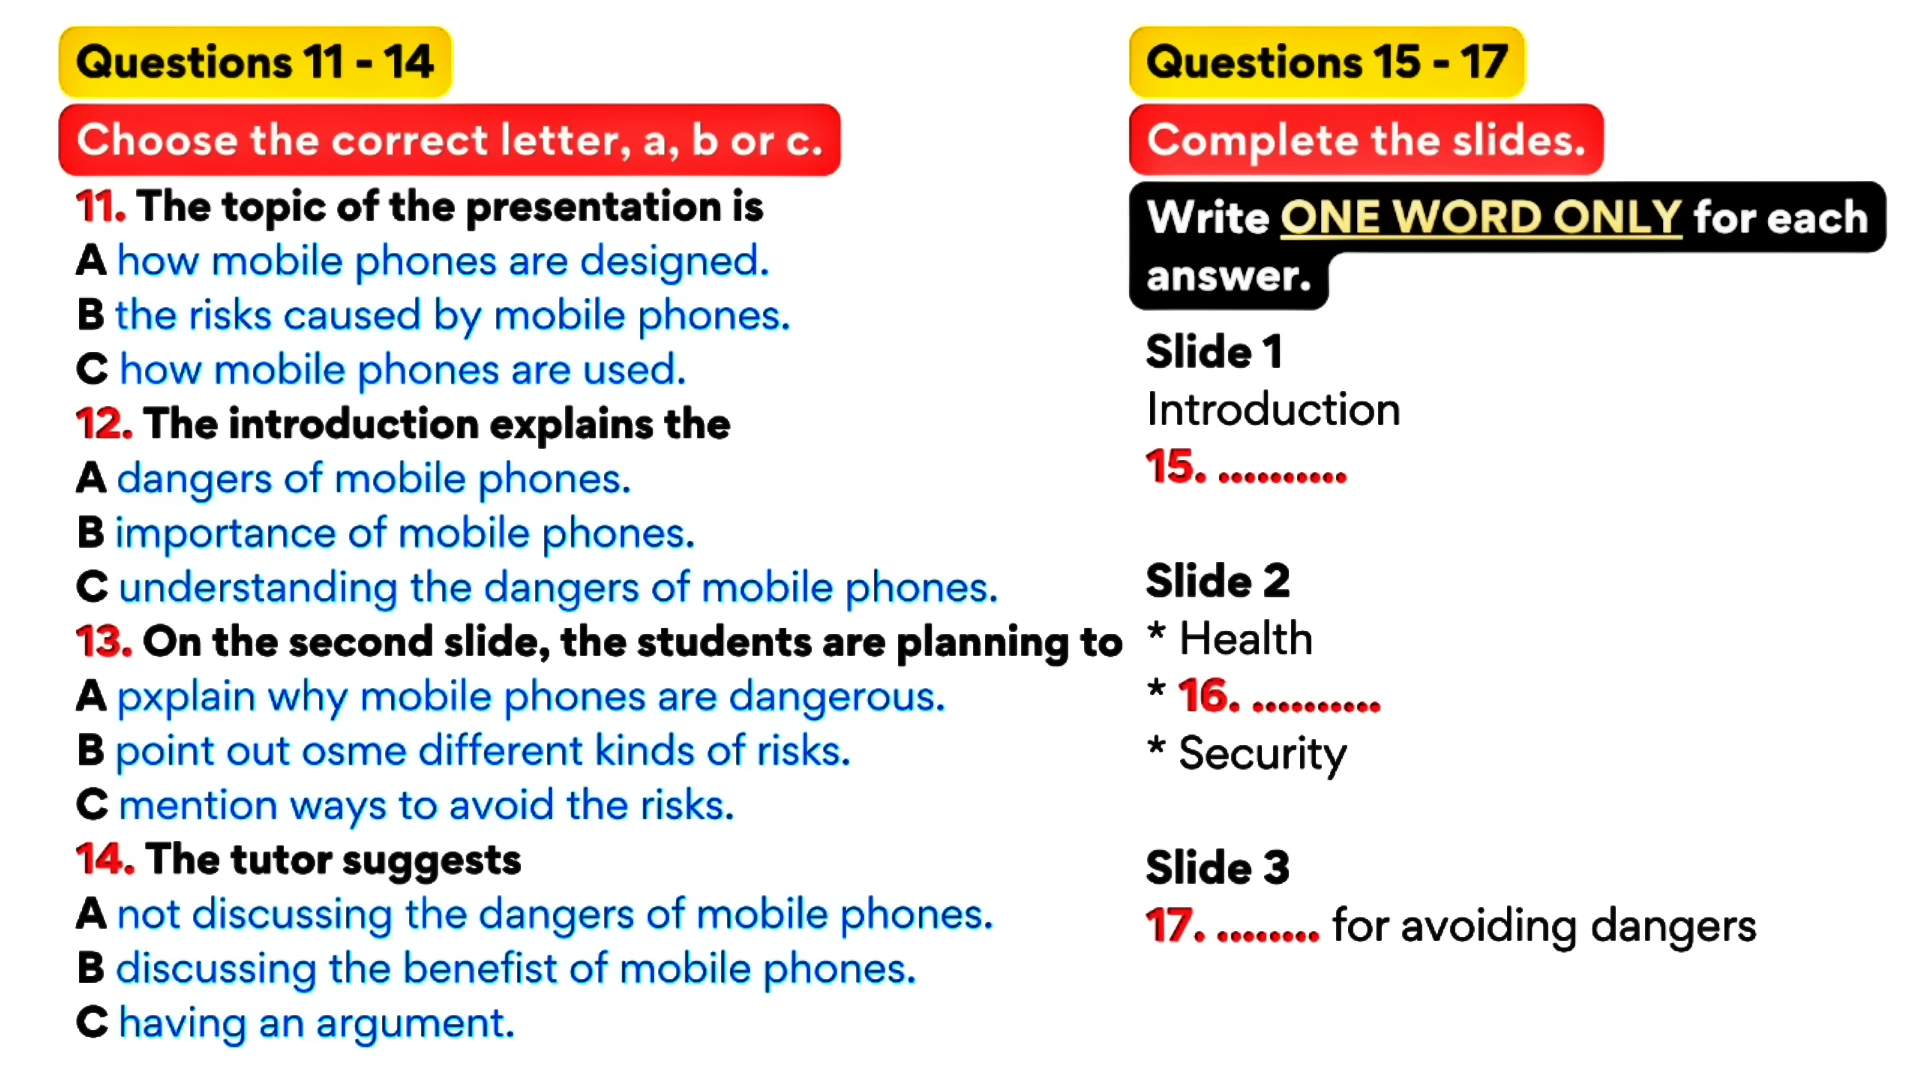 Questions 11 - 14
Choose the correct letter, a, b or c.
11. The topic of the presentation is
A how mobile phones are designed.
B the risks caused by mobile phones.
C how mobile phones are used.
12. The introduction explains the
A dangers of mobile phones.
B importance of mobile phones.
C understanding the dangers of mobile phones.
13. On the second slide, the students are planning to
A pxplain why mobile phones are dangerous.
B point out osme different kinds of risks.
C mention ways to avoid the risks.
14. The tutor suggests
A not discussing the dangers of mobile phones.
B discussing the benefist of mobile phones.
C having an argument.
Questions 15 - 17
Complete the slides.
Write ONE WORD ONLY for each
answer.
Slide 1
Introduction
15. ..........
Slide 2
* Health
* 16. ..........
* Security
Slide 3
17. ........ for avoiding dangers